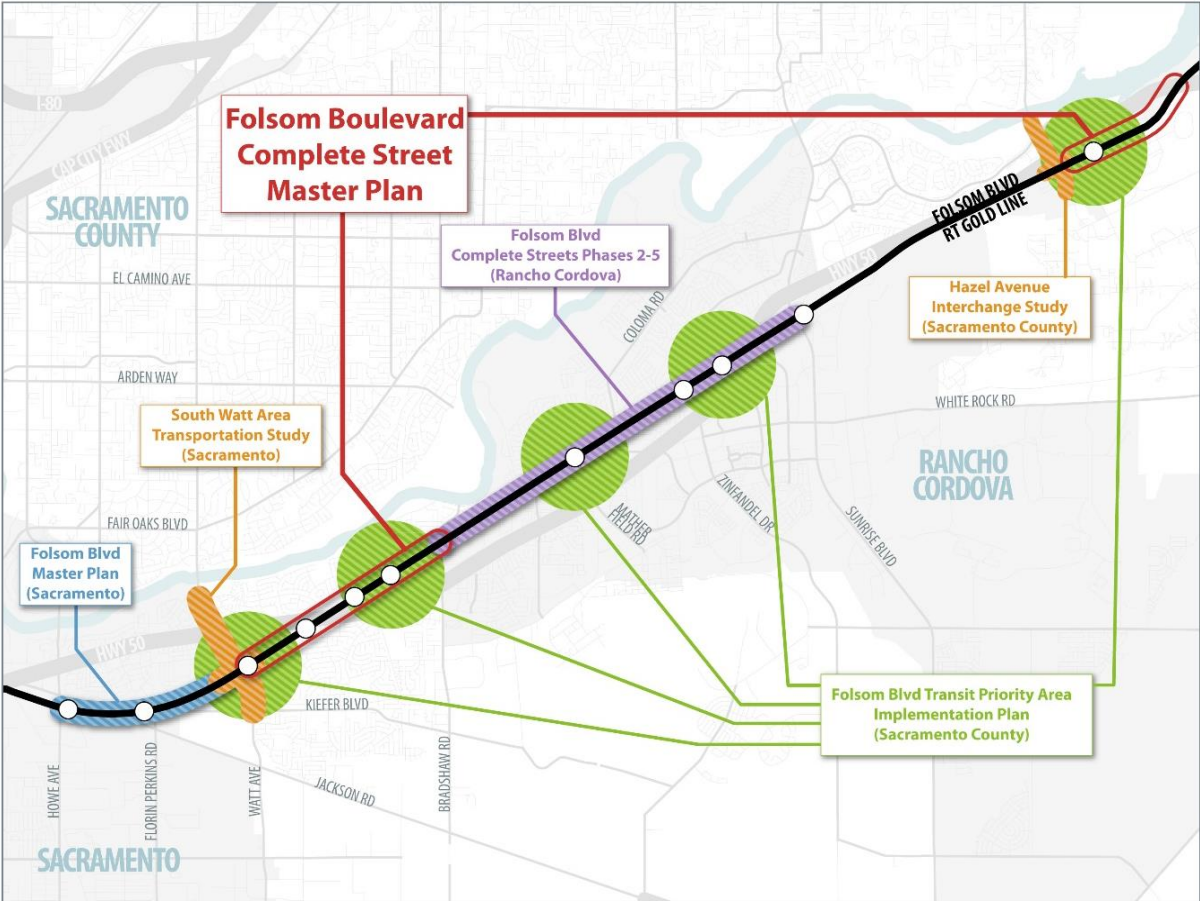 I-80
CAP CITY FWY
Folsom Boulevard
Complete Street
Master Plan
SACRAMENTO
COUNTY
FOLSOM BLVD
RT GOLD LINE
Folsom Blvd
Complete Streets Phases 2-5
(Rancho Cordova)
HWY 50
EL CAMINO AVE
COLOMA RD
Hazel Avenue
Interchange Study
(Sacramento County)
ARDEN WAY
WHITE ROCK RD
South Watt Area
Transportation Study
(Sacramento)
RANCHO
CORDOVA
ZINFANDEL DR
SUNRISE BLVD
MATHER
FIELD RD
FAIR OAKS BLVD
Folsom Blvd
Master Plan
(Sacramento)
HWY 50
KIEFER BLVD
Folsom Blvd Transit Priority Area
Implementation Plan
(Sacramento County)
HOWE AVE
FLORIN PERKINS RD
WATT AVE
JACKSON RD
BRADSHAW RD
SACRAMENTO